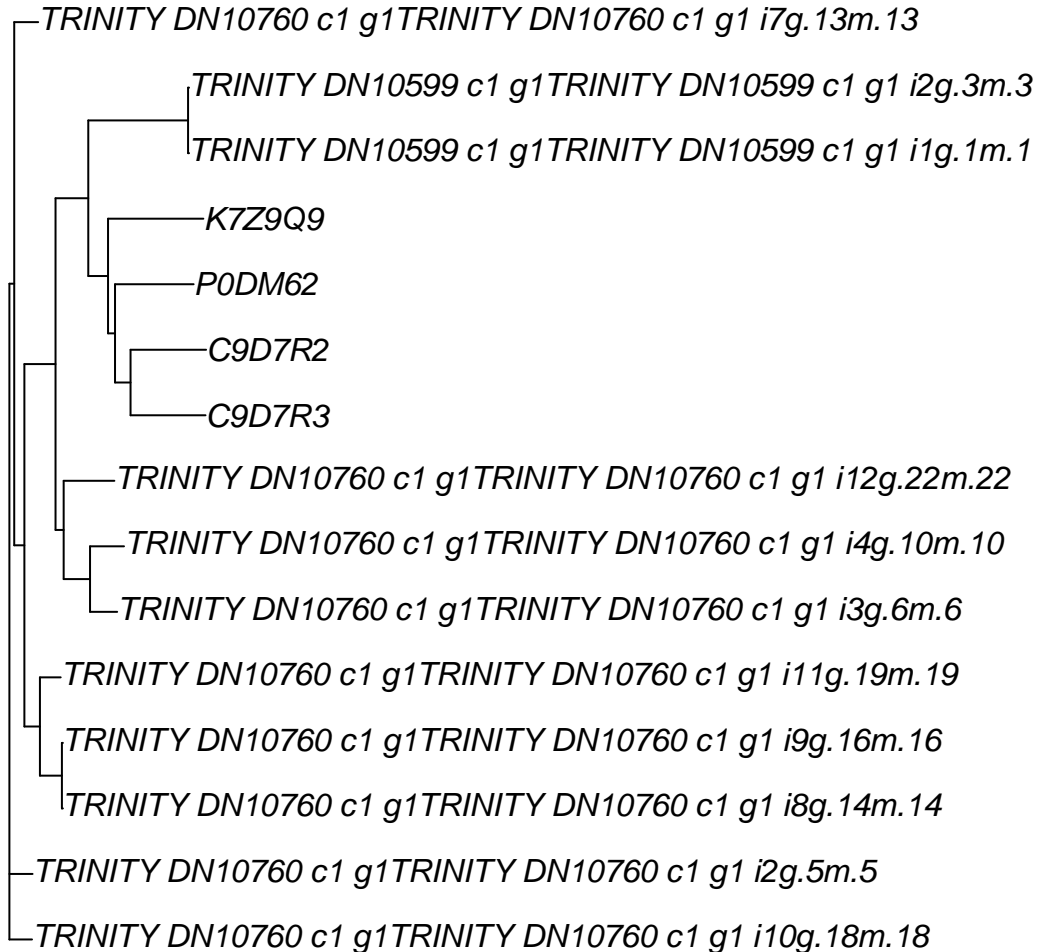 TRINITY DN10760 c1 g1TRINITY DN10760 c1 g1 i7g.13m.13
TRINITY DN10599 c1 g1TRINITY DN10599 c1 g1 i2g.3m.3
TRINITY DN10599 c1 g1TRINITY DN10599 c1 g1 i1g.1m.1
K7Z9Q9
P0DM62
C9D7R2
C9D7R3
TRINITY DN10760 c1 g1TRINITY DN10760 c1 g1 i12g.22m.22
TRINITY DN10760 c1 g1TRINITY DN10760 c1 g1 i4g.10m.10
TRINITY DN10760 c1 g1TRINITY DN10760 c1 g1 i3g.6m.6
TRINITY DN10760 c1 g1TRINITY DN10760 c1 g1 i11g.19m.19
TRINITY DN10760 c1 g1TRINITY DN10760 c1 g1 i9g.16m.16
TRINITY DN10760 c1 g1TRINITY DN10760 c1 g1 i8g.14m.14
TRINITY DN10760 c1 g1TRINITY DN10760 c1 g1 i2g.5m.5
TRINITY DN10760 c1 g1TRINITY DN10760 c1 g1 i10g.18m.18